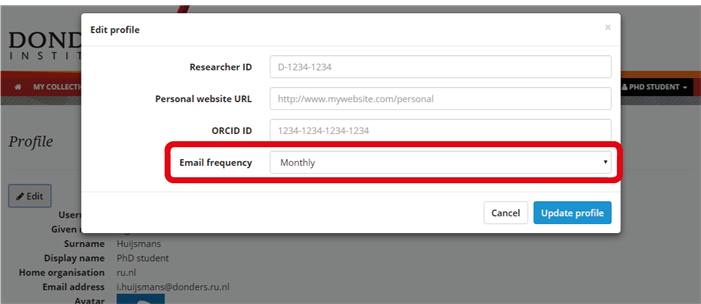 Edit profile ×
DOND
INSTIT
Researcher ID D-1234-1234
MY COLLECTI
PHD STUDENT
Personal website URL http://www.mywebsite.com/personal
ORCID ID 1234-1234-1234-1234
Profile
Email frequency Monthly
Edit
Cancel Update profile
Usern
Given n
Surname Huijsmans
Display name PhD student
Home organisation ru.nl
Email address i.huijsmans@donders.ru.nl
Avatar